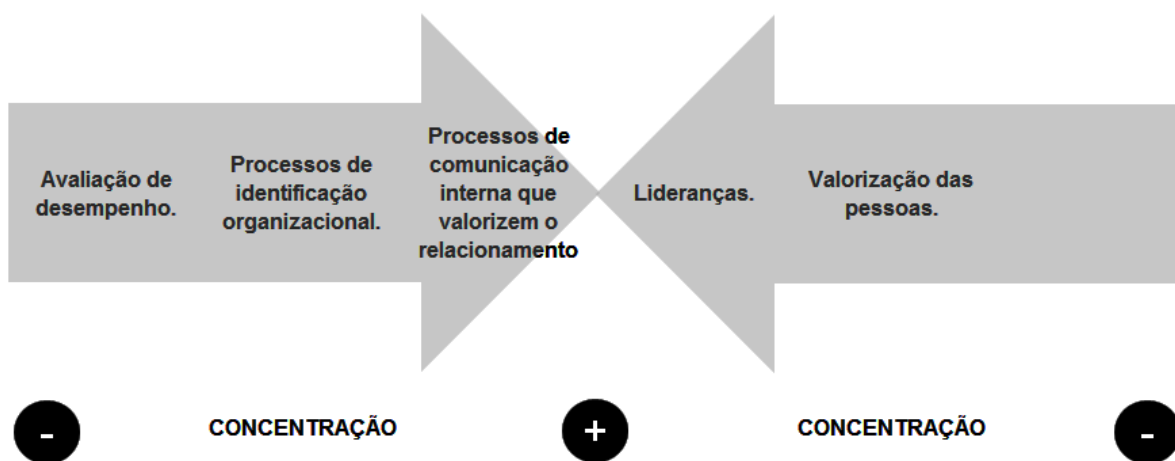 Avaliação de
desempenho.
Processos de
identificação
organizacional.
Processos de
comunicação
interna que
valorizem o
relacionamento
Lideranças.
Valorização das
pessoas.
-
CONCENTRAÇÃO
+
CONCENTRAÇÃO
-